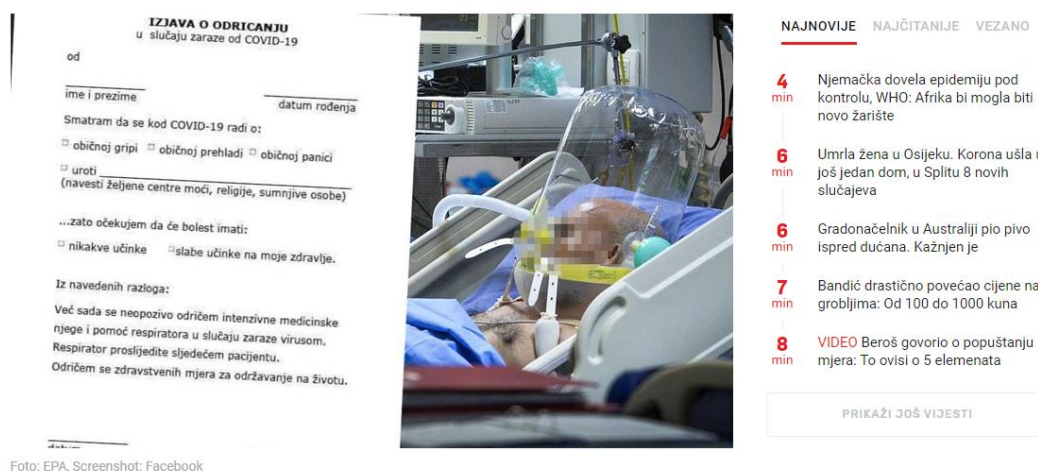 IZJAVA O ODRICANJU
u slučaju zaraze od COVID-19
od
ime i prezime
datum rođenja
Smatram da se kod COVID-19 radi o:
običnoj gripi običnoj prehladi običnoj panici
uroti
(navesti željene centre moći, religije, sumnjive osobe)
...zato očekujem da če bolest imati:
nikakve učinke slabe učinke na moje zdravlje.
Iz navedenih razloga:
Već sada se neopozivo odričem intenzivne medicinske
njege i pomoć respiratora u slučaju zaraze virusom.
Respirator proslijedite sljedećem pacijentu.
Odričem se zdravstvenih mjera za održavanje na životu.
Foto: EPA, Screenshot: Facebook
NAJNOVIJE NAJČITANIJE VEZANO
4 min
Njemačka dovela epidemiju pod
kontrolu, WHO: Afrika bi mogla biti
novo žarište
6 min
Umrla žena u Osijeku. Korona ušla u
još jedan dom, u Splitu 8 novih
slučajeva
6 min
Gradonačelnik u Australiji pio pivo
ispred dućana. Kažnjen je
7 min
Bandić drastično povećao cijene na
grobljima: Od 100 do 1000 kuna
8 min
VIDEO Beroš govorio o popuštanju
mjera: To ovisi o 5 elemenata
PRIKAŽI JOŠ VIJESTI